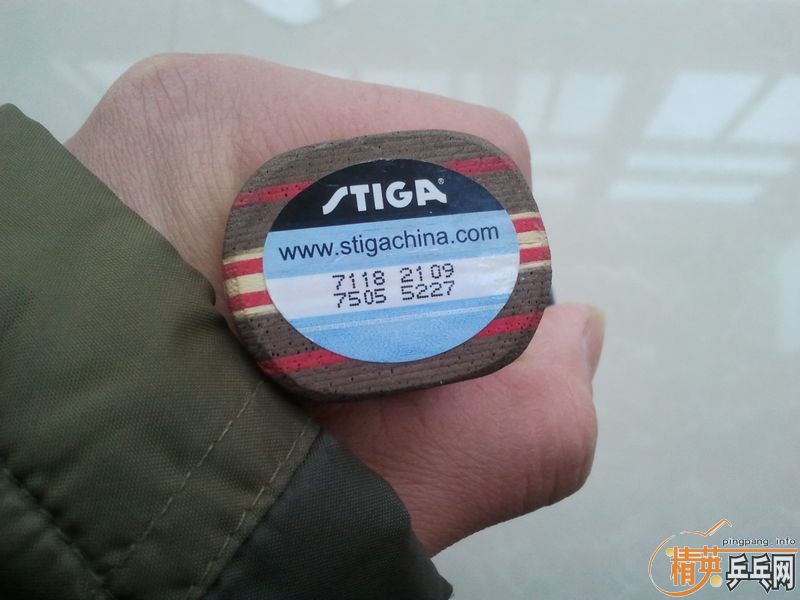 STIGA®
www.stigachina.com
7118 2109
7505 5227
pingpang.info
精英乒乓网